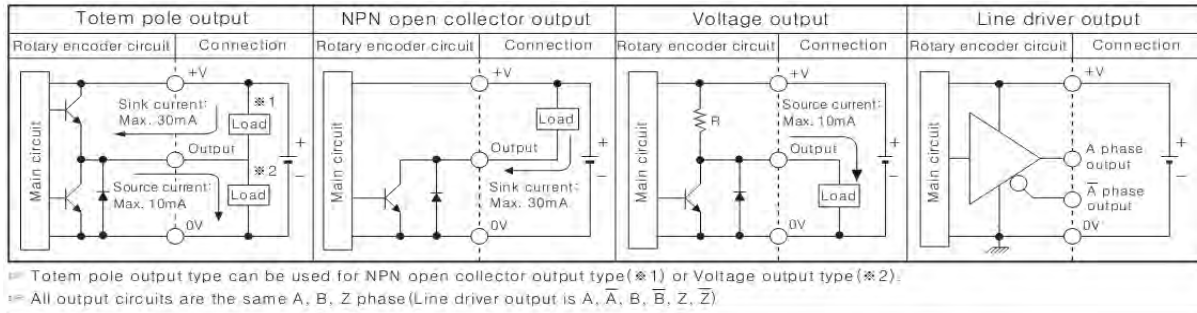 Totem pole output
NPN open collector output
Voltage output
Line driver output
Rotary encoder circuit
Connection
Rotary encoder circuit
Connection
Rotary encoder circuit
Connection
Rotary encoder circuit
Connection
Main circuit
+V
※1
Sink current:
Max. 30mA
Load
Output
※2
Source current:
Max. 10mA
Load
0V
+
−
Main circuit
+V
Load
Output
Sink current:
Max. 30mA
0V
+
−
Main circuit
+V
R
Source current:
Max. 10mA
Output
Load
0V
+
−
Main circuit
+V
A phase
output
A̅ phase
output
0V
+
−
☞ Totem pole output type can be used for NPN open collector output type(※1) or Voltage output type(※2).
☞ All output circuits are the same A, B, Z phase(Line driver output is A, A̅, B, B̅, Z, Z̅)